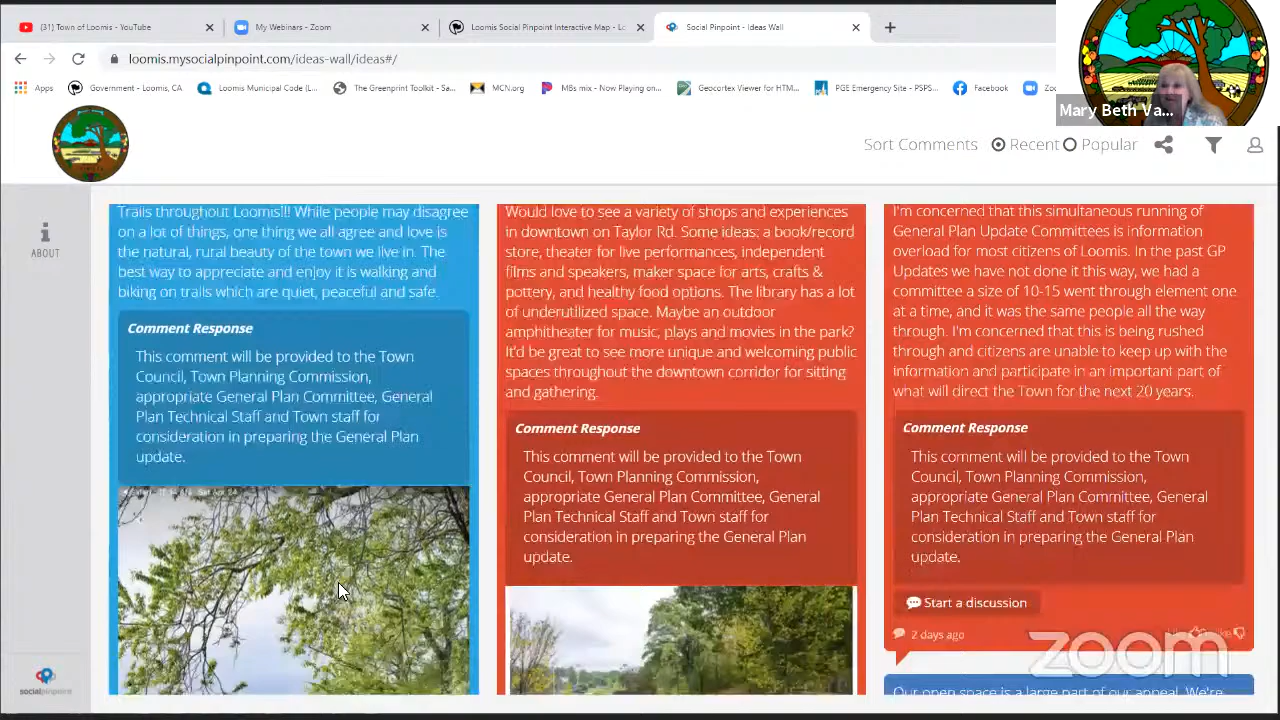 (31) Town of Loomis - YouTube
My Webinars - Zoom
Loomis Social Pinpoint Interactive Map - Lo
Social Pinpoint - Ideas Wall
loomis.mysocialpinpoint.com/ideas-wall/ideas#/
Apps
Government - Loomis, CA
Loomis Municipal Code (L...
The Greenprint Toolkit
MCN.org
MBs mix - Now Playing on...
Geocortex Viewer for HTM...
PGE Emergency Site - PSPS...
Facebook
Mary Beth Va...
Sort Comments
Recent
Popular
ABOUT
socialpinpoint
Trails throughout Loomis!!! While people may disagree
on a lot of things, one thing we all agree and love is
the natural, rural beauty of the town we live in. The
best way to appreciate and enjoy it is walking and
biking on trails which are quiet, peaceful and safe.
Comment Response
This comment will be provided to the Town
Council, Town Planning Commission,
appropriate General Plan Committee, General
Plan Technical Staff and Town staff for
consideration in preparing the General Plan
update.
Would love to see a variety of shops and experiences
in downtown on Taylor Rd. Some ideas: a book/record
store, theater for live performances, independent
films and speakers, maker space for arts, crafts &
pottery, and healthy food options. The library has a lot
of underutilized space. Maybe an outdoor
amphitheater for music, plays and movies in the park?
It'd be great to see more unique and welcoming public
spaces throughout the downtown corridor for sitting
and gathering.
Comment Response
This comment will be provided to the Town
Council, Town Planning Commission,
appropriate General Plan Committee, General
Plan Technical Staff and Town staff for
consideration in preparing the General Plan
update.
I'm concerned that this simultaneous running of
General Plan Update Committees is information
overload for most citizens of Loomis. In the past GP
Updates we have not done it this way, we had a
committee a size of 10-15 went through element one
at a time, and it was the same people all the way
through. I'm concerned that this is being rushed
through and citizens are unable to keep up with the
information and participate in an important part of
what will direct the Town for the next 20 years.
Comment Response
This comment will be provided to the Town
Council, Town Planning Commission,
appropriate General Plan Committee, General
Plan Technical Staff and Town staff for
consideration in preparing the General Plan
update.
Start a discussion
2 days ago
zoom
Our open space is a large part of our appeal. We're